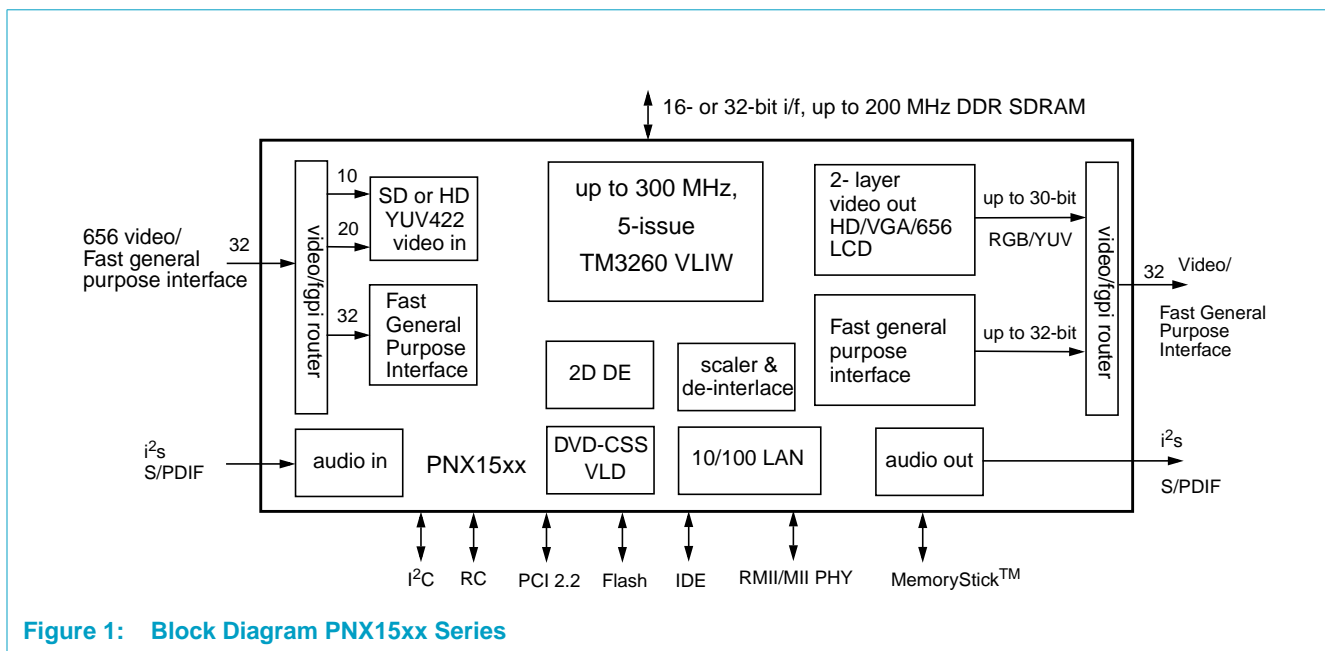 16- or 32-bit i/f, up to 200 MHz DDR SDRAM
656 video/
Fast general
purpose interface
32
video/fgpi router
10
20
SD or HD
YUV422
video in
32
Fast
General
Purpose
Interface
up to 300 MHz,
5-issue
TM3260 VLIW
2- layer
video out
HD/VGA/656
LCD
up to 30-bit
RGB/YUV
Fast general
purpose
interface
up to 32-bit
video/fgpi router
32
Video/
Fast General
Purpose
Interface
2D DE
scaler &
de-interlace
i²s
S/PDIF
audio in
PNX15xx
DVD-CSS
VLD
10/100 LAN
audio out
i²s
S/PDIF
I²C
RC
PCI 2.2
Flash
IDE
RMII/MII PHY
MemoryStick™
Figure 1: Block Diagram PNX15xx Series